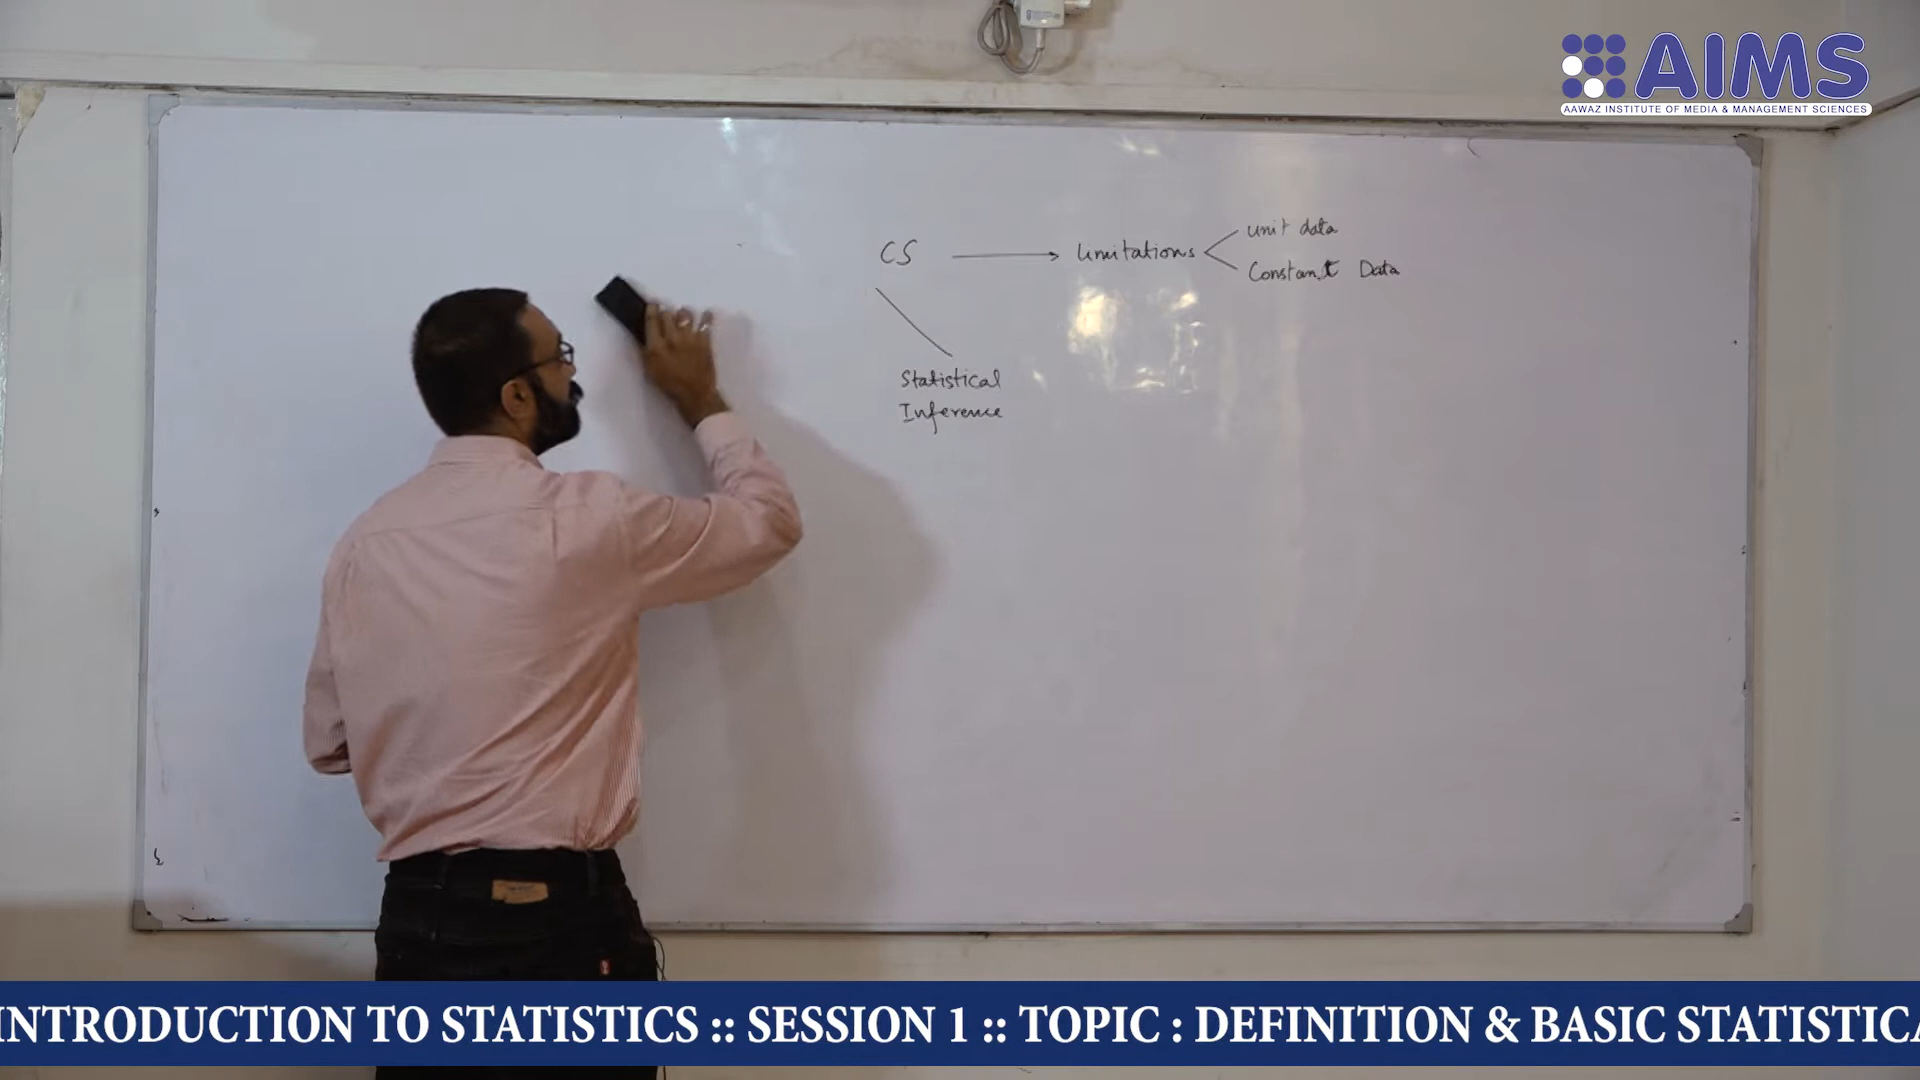 AIMS
AAWAZ INSTITUTE OF MEDIA & MANAGEMENT SCIENCES
CS
limitations
unit data
Constant Data
Statistical
Inference
INTRODUCTION TO STATISTICS :: SESSION 1 :: TOPIC : DEFINITION & BASIC STATISTICA